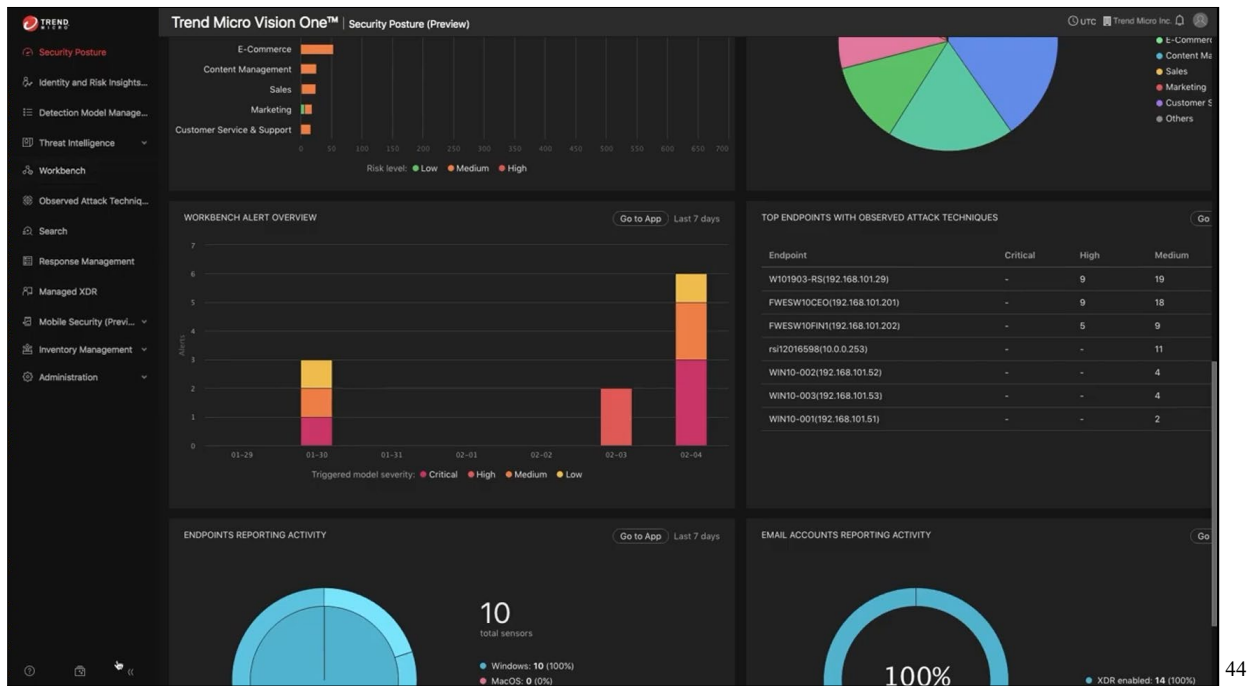 TREND
MICRO
Trend Micro Vision One™ | Security Posture (Preview)
UTC
Trend Micro Inc.
Security Posture
Identity and Risk Insights...
Detection Model Manage...
Threat Intelligence
Workbench
Observed Attack Techniq...
Search
Response Management
Managed XDR
Mobile Security (Previ...
Inventory Management
Administration
E-Commerce
Content Management
Sales
Marketing
Customer Service & Support
0 50 100 150 200 250 300 350 400 450 500 550 600 650 700
Risk level: Low Medium High
E-Commerc
Content Ma
Sales
Marketing
Customer S
Others
WORKBENCH ALERT OVERVIEW
Go to App
Last 7 days
7
6
5
4
3
2
1
0
Alerts
01-29 01-30 01-31 02-01 02-02 02-03 02-04
Triggered model severity: Critical High Medium Low
TOP ENDPOINTS WITH OBSERVED ATTACK TECHNIQUES
Go
Endpoint Critical High Medium
W101903-RS(192.168.101.29) - 9 19
FWESW10CEO(192.168.101.201) - 9 18
FWESW10FIN1(192.168.101.202) - 5 9
rsi12016598(10.0.0.253) - - 11
WIN10-002(192.168.101.52) - - 4
WIN10-003(192.168.101.53) - - 4
WIN10-001(192.168.101.51) - - 2
ENDPOINTS REPORTING ACTIVITY
Go to App
Last 7 days
10
total sensors
Windows: 10 (100%)
MacOS: 0 (0%)
EMAIL ACCOUNTS REPORTING ACTIVITY
Go
100%
XDR enabled: 14 (100%)
44